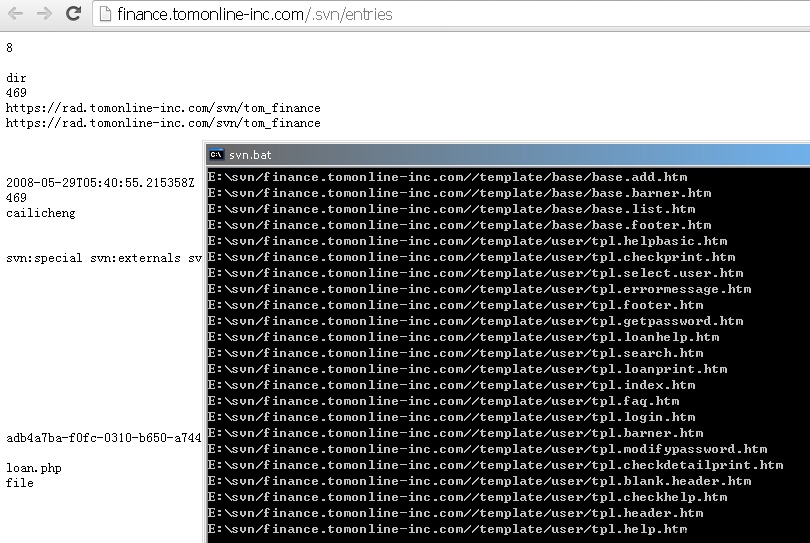 finance.tomonline-inc.com/.svn/entries
8
dir
469
https://rad.tomonline-inc.com/svn/tom_finance
https://rad.tomonline-inc.com/svn/tom_finance
2008-05-29T05:40:55.215358Z
469
cailicheng
svn:special svn:externals sv
adb4a7ba-f0fc-0310-b650-a744
loan.php
file
svn.bat
E:\svn/finance.tomonline-inc.com//template/base/base.add.htm
E:\svn/finance.tomonline-inc.com//template/base/base.barner.htm
E:\svn/finance.tomonline-inc.com//template/base/base.list.htm
E:\svn/finance.tomonline-inc.com//template/base/base.footer.htm
E:\svn/finance.tomonline-inc.com//template/user/tpl.helpbasic.htm
E:\svn/finance.tomonline-inc.com//template/user/tpl.checkprint.htm
E:\svn/finance.tomonline-inc.com//template/user/tpl.select.user.htm
E:\svn/finance.tomonline-inc.com//template/user/tpl.errormessage.htm
E:\svn/finance.tomonline-inc.com//template/user/tpl.footer.htm
E:\svn/finance.tomonline-inc.com//template/user/tpl.getpassword.htm
E:\svn/finance.tomonline-inc.com//template/user/tpl.loanhelp.htm
E:\svn/finance.tomonline-inc.com//template/user/tpl.search.htm
E:\svn/finance.tomonline-inc.com//template/user/tpl.loanprint.htm
E:\svn/finance.tomonline-inc.com//template/user/tpl.index.htm
E:\svn/finance.tomonline-inc.com//template/user/tpl.faq.htm
E:\svn/finance.tomonline-inc.com//template/user/tpl.login.htm
E:\svn/finance.tomonline-inc.com//template/user/tpl.barner.htm
E:\svn/finance.tomonline-inc.com//template/user/tpl.modifypassword.htm
E:\svn/finance.tomonline-inc.com//template/user/tpl.checkdetailprint.htm
E:\svn/finance.tomonline-inc.com//template/user/tpl.blank.header.htm
E:\svn/finance.tomonline-inc.com//template/user/tpl.checkhelp.htm
E:\svn/finance.tomonline-inc.com//template/user/tpl.header.htm
E:\svn/finance.tomonline-inc.com//template/user/tpl.help.htm